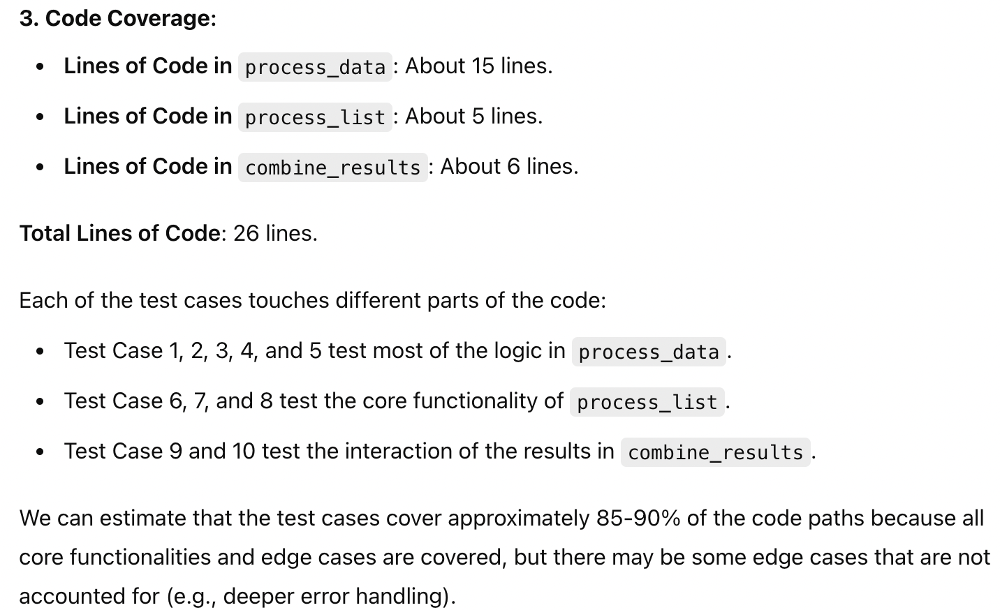 3. Code Coverage:
• Lines of Code in process_data: About 15 lines.
• Lines of Code in process_list: About 5 lines.
• Lines of Code in combine_results: About 6 lines.
Total Lines of Code: 26 lines.
Each of the test cases touches different parts of the code:
• Test Case 1, 2, 3, 4, and 5 test most of the logic in process_data.
• Test Case 6, 7, and 8 test the core functionality of process_list.
• Test Case 9 and 10 test the interaction of the results in combine_results.
We can estimate that the test cases cover approximately 85-90% of the code paths because all
core functionalities and edge cases are covered, but there may be some edge cases that are not
accounted for (e.g., deeper error handling).